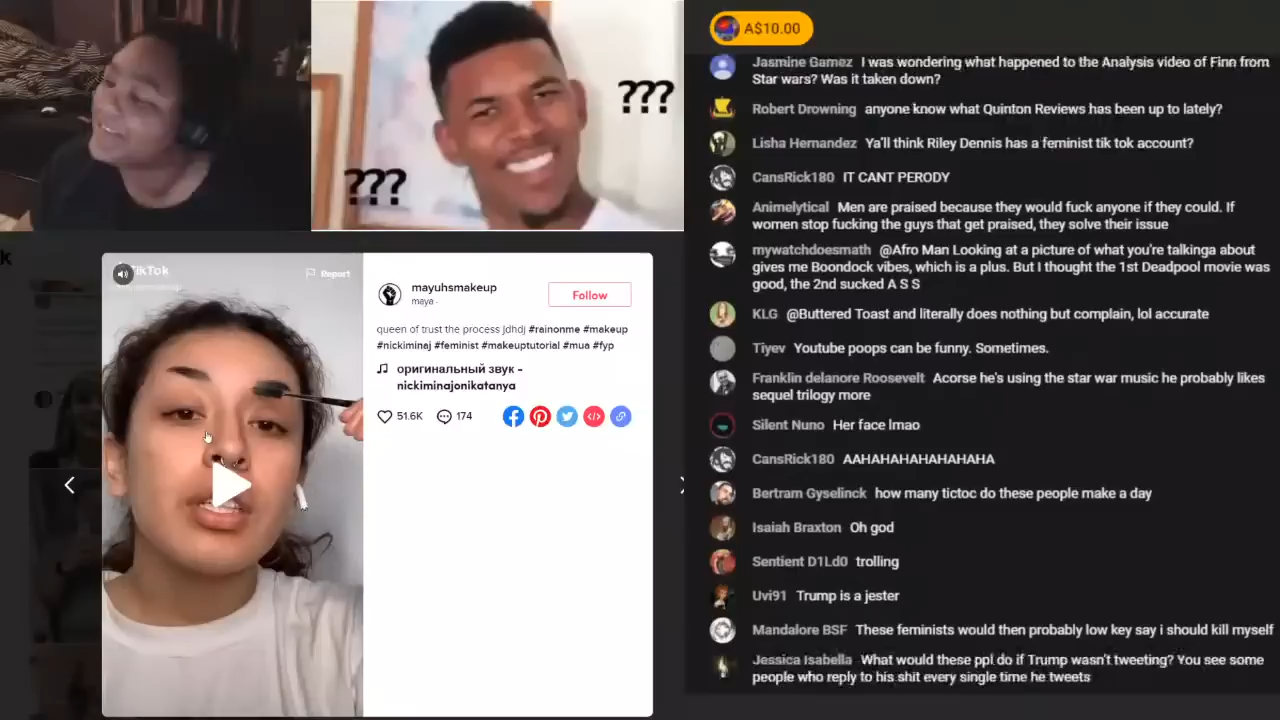 ???
???
k
TikTok
Report
mayuhsmakeup
maya ·
Follow
queen of trust the process jdhdj #rainonme #makeup
#nickiminaj #feminist #makeuptutorial #mua #fyp
оригинальный звук -
nickiminajonikatanya
51.6K
174
A$10.00
Jasmine Gamez I was wondering what happened to the Analysis video of Finn from
Star wars? Was it taken down?
Robert Drowning anyone know what Quinton Reviews has been up to lately?
Lisha Hernandez Ya'll think Riley Dennis has a feminist tik tok account?
CansRick180 IT CANT PERODY
Animelytical Men are praised because they would fuck anyone if they could. If
women stop fucking the guys that get praised, they solve their issue
mywatchdoesmath @Afro Man Looking at a picture of what you're talkinga about
gives me Boondock vibes, which is a plus. But I thought the 1st Deadpool movie was
good, the 2nd sucked A S S
KLG @Buttered Toast and literally does nothing but complain, lol accurate
Tiyev Youtube poops can be funny. Sometimes.
Franklin delanore Roosevelt Acorse he's using the star war music he probably likes
sequel trilogy more
Silent Nuno Her face lmao
CansRick180 AAHAHAHAHAHAHA
Bertram Gyselinck how many tictoc do these people make a day
Isaiah Braxton Oh god
Sentient D1Ld0 trolling
Uvi91 Trump is a jester
Mandalore BSF These feminists would then probably low key say i should kill myself
Jessica Isabella What would these ppl do if Trump wasn't tweeting? You see some
people who reply to his shit every single time he tweets